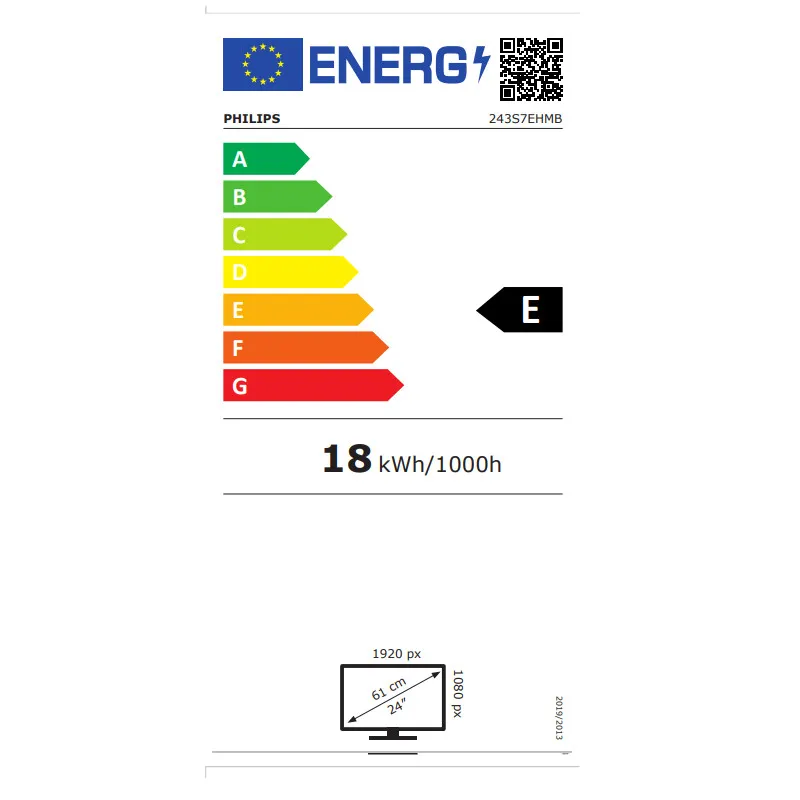 ENERG
PHILIPS 243S7EHMB
A
B
C
D
E
E
F
G
18 kWh/1000h
1920 px
61 cm
24”
1080 px
2019/2013